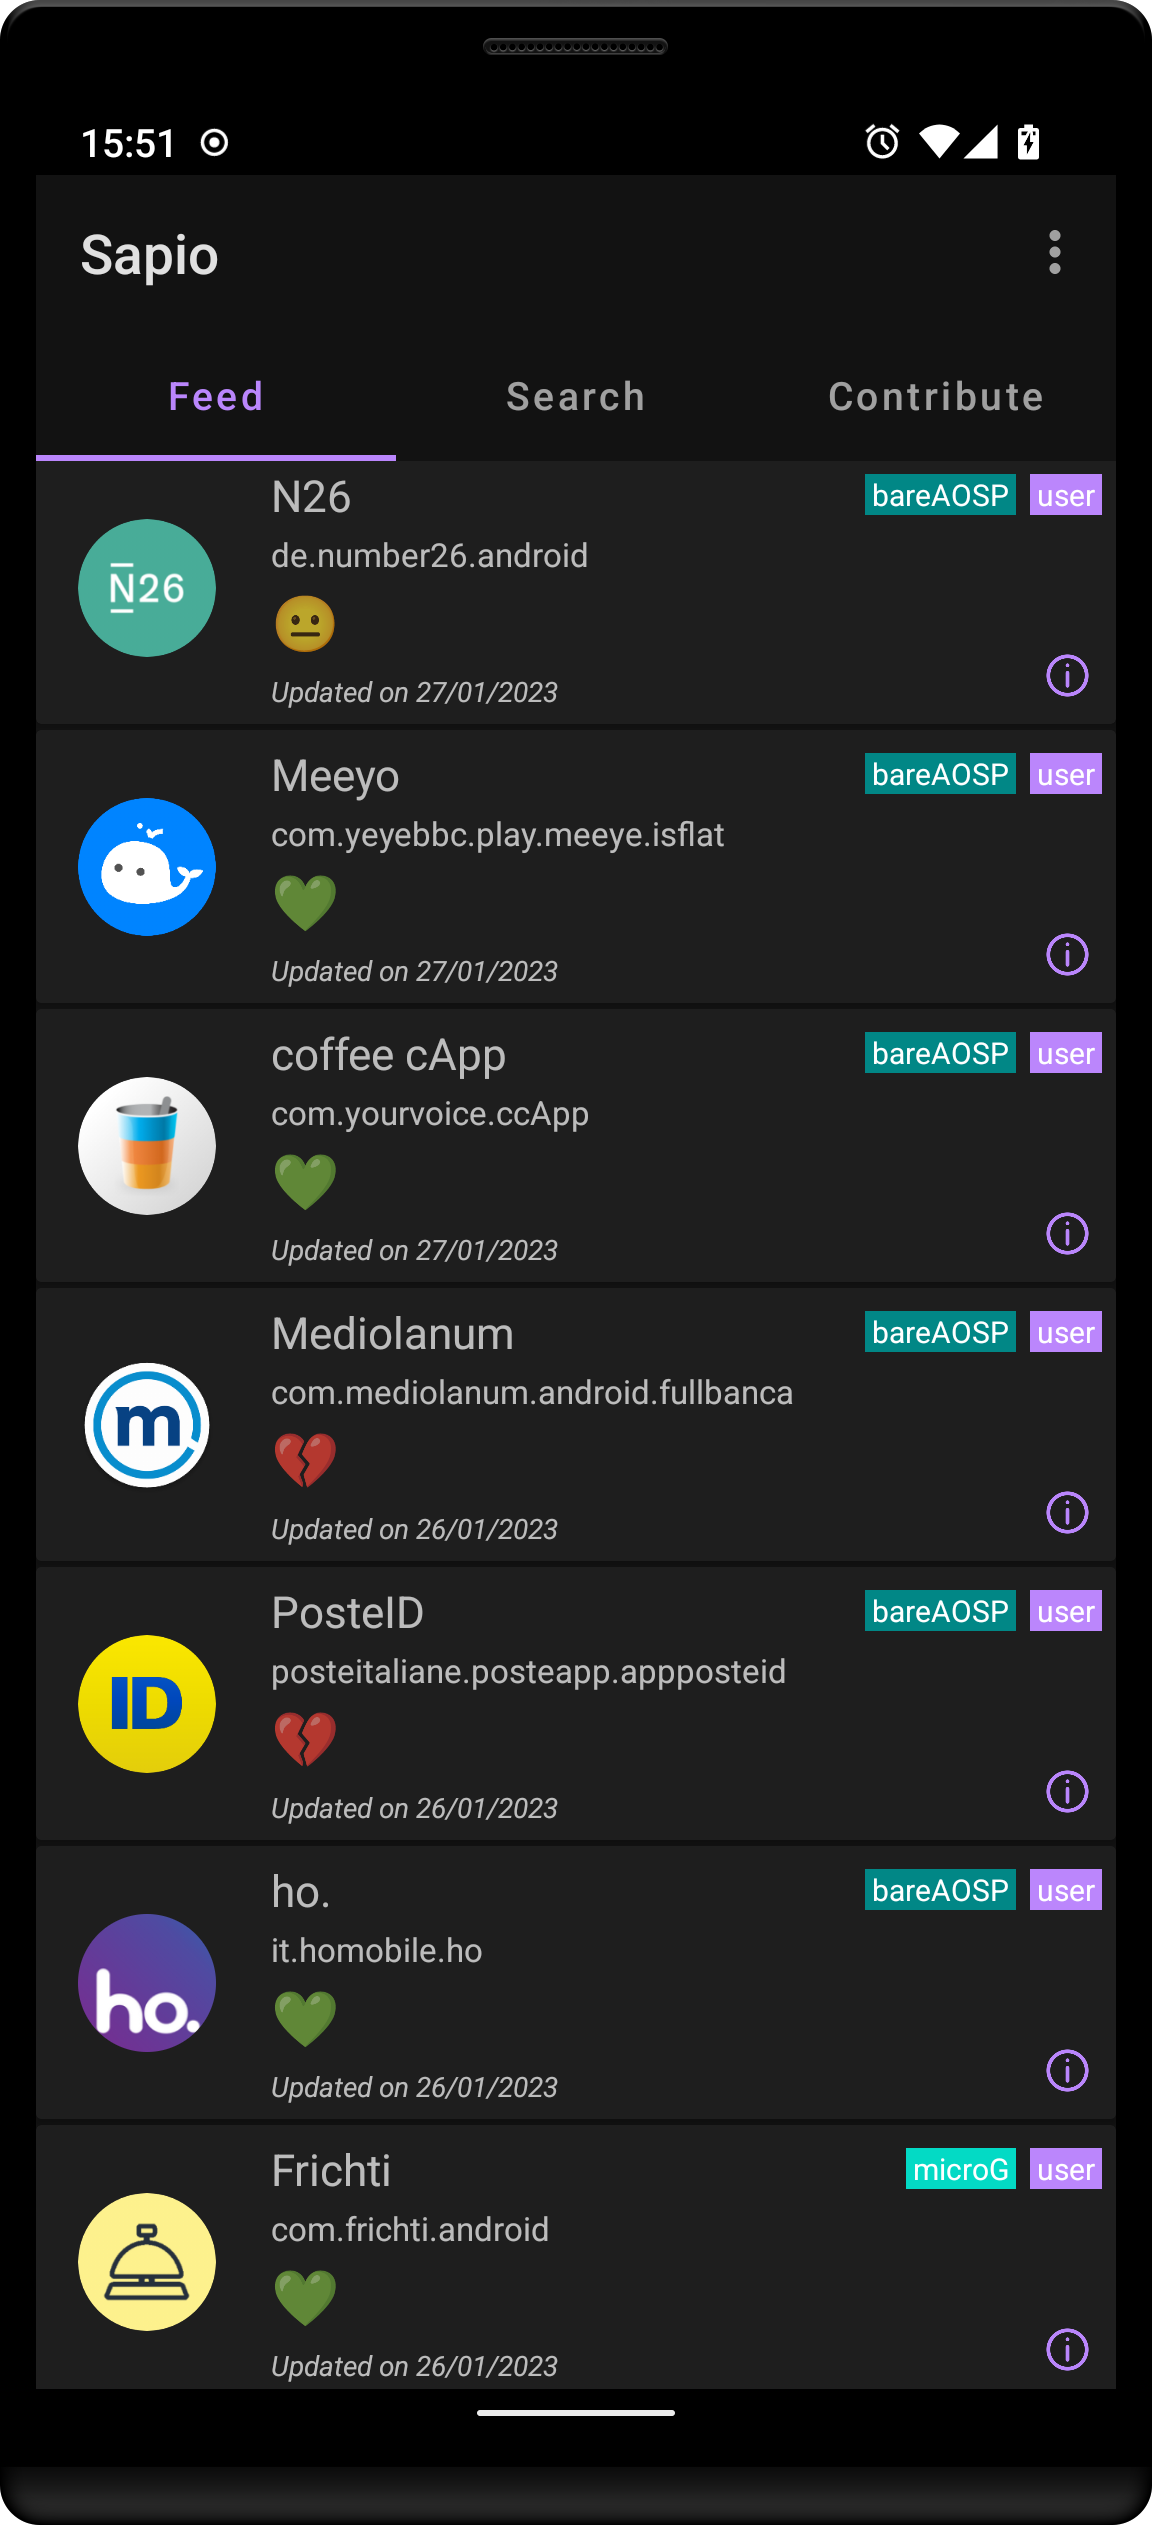 15:51
Sapio
Feed Search Contribute
N26 bareAOSP user
N26
de.number26.android
Updated on 27/01/2023
Meeyo bareAOSP user
com.yeyebbc.play.meeye.isflat
Updated on 27/01/2023
coffee cApp bareAOSP user
com.yourvoice.ccApp
Updated on 27/01/2023
Mediolanum bareAOSP user
com.mediolanum.android.fullbanca
m
Updated on 26/01/2023
PosteID bareAOSP user
posteitaliane.posteapp.appposteid
ID
Updated on 26/01/2023
ho. bareAOSP user
it.homobile.ho
ho.
Updated on 26/01/2023
Frichti microG user
com.frichti.android
Updated on 26/01/2023